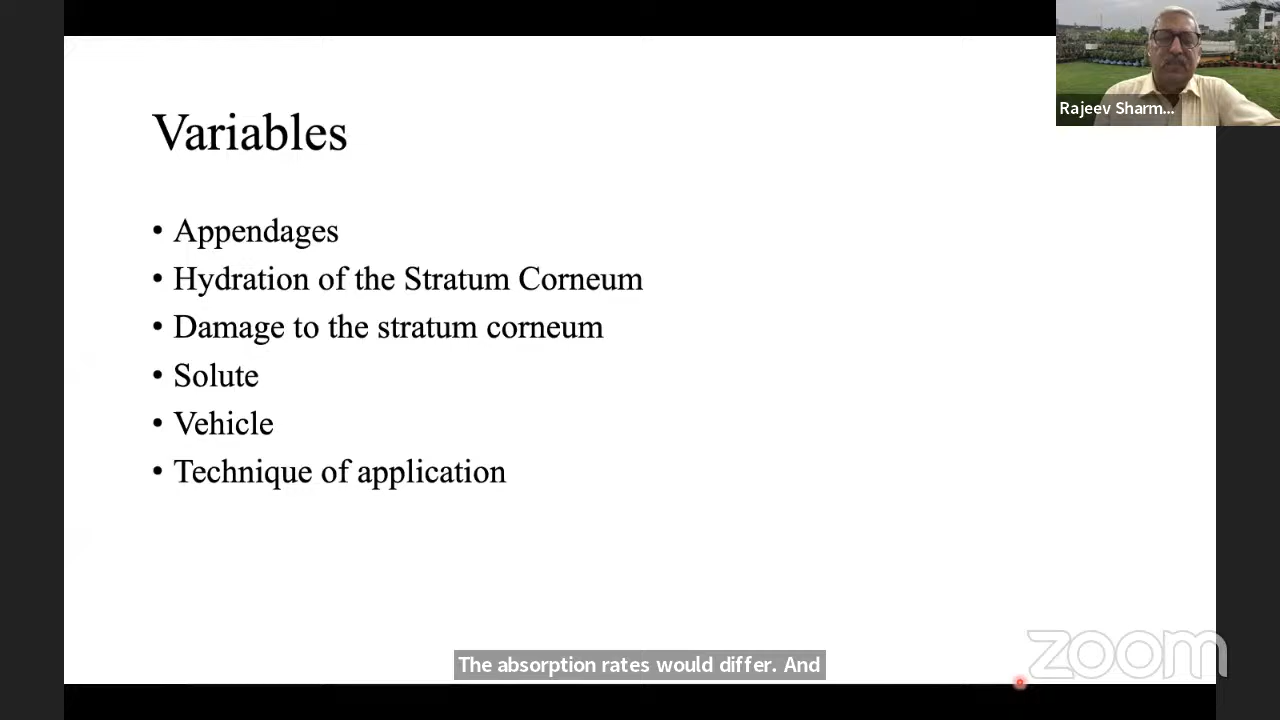 Rajeev Sharm...
Variables
• Appendages
• Hydration of the Stratum Corneum
• Damage to the stratum corneum
• Solute
• Vehicle
• Technique of application
The absorption rates would differ. And
zoom